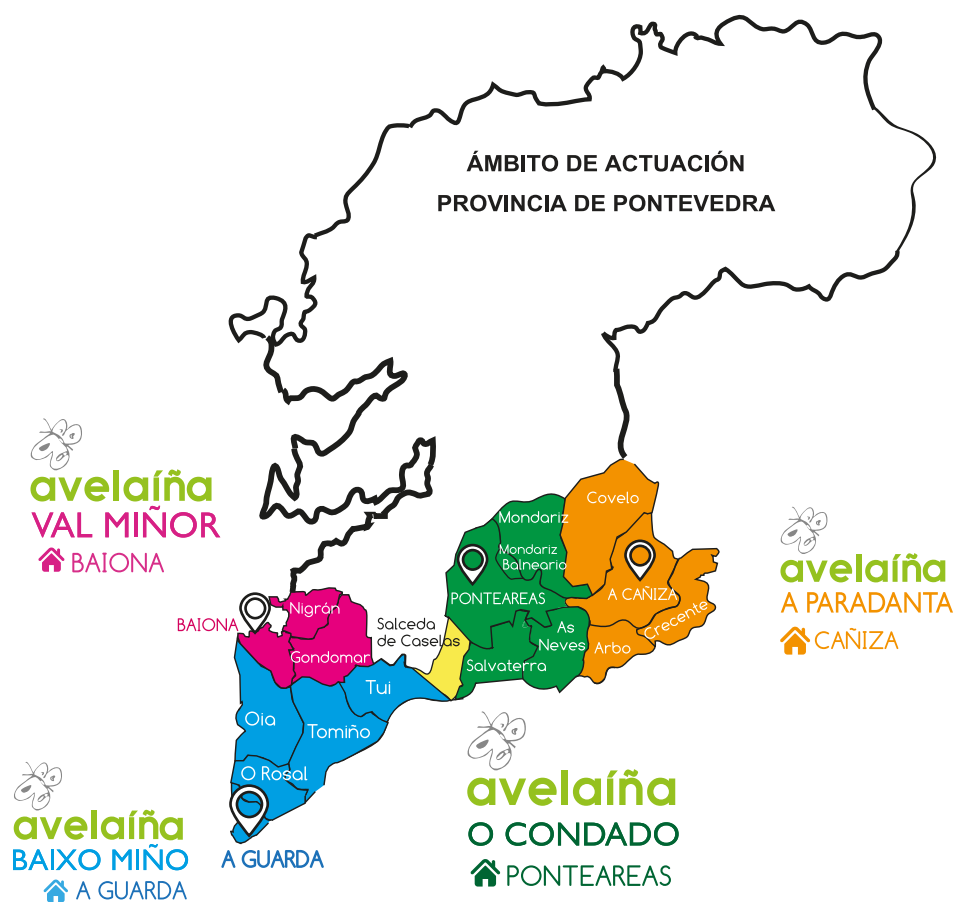 ÁMBITO DE ACTUACIÓN
PROVINCIA DE PONTEVEDRA
avelaíña
VAL MIÑOR
BAIONA
Covelo
Mondariz
Mondariz
Balneario
PONTEAREAS
A CAÑIZA
Crecente
As
Neves
Arbo
Salvaterra
avelaíña
A PARADANTA
CAÑIZA
BAIONA
Nigrán
Gondomar
Salceda
de Caselas
Tui
Oia
Tomiño
O Rosal
A GUARDA
avelaíña
BAIXO MIÑO
A GUARDA
avelaíña
O CONDADO
PONTEAREAS